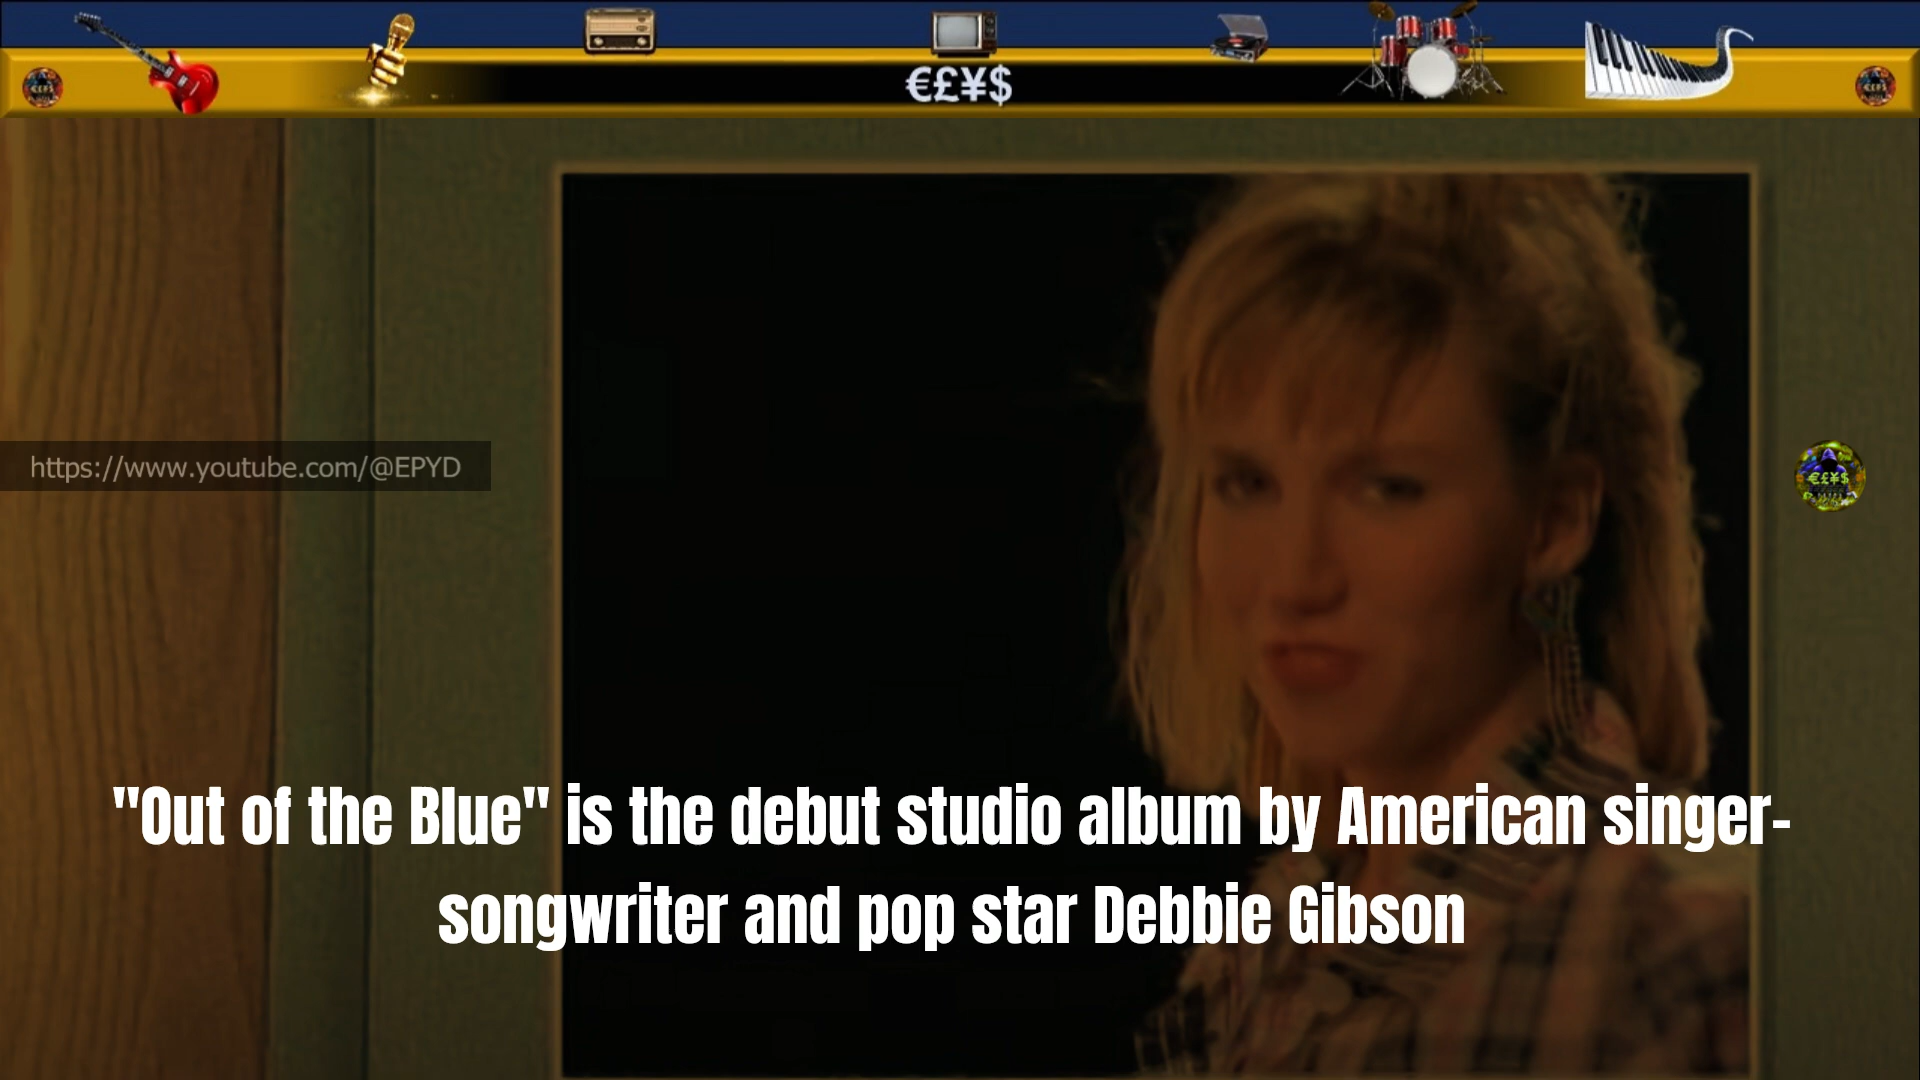 €£¥$
https://www.youtube.com/@EPYD
€£¥$
"Out of the Blue" is the debut studio album by American singer-
songwriter and pop star Debbie Gibson